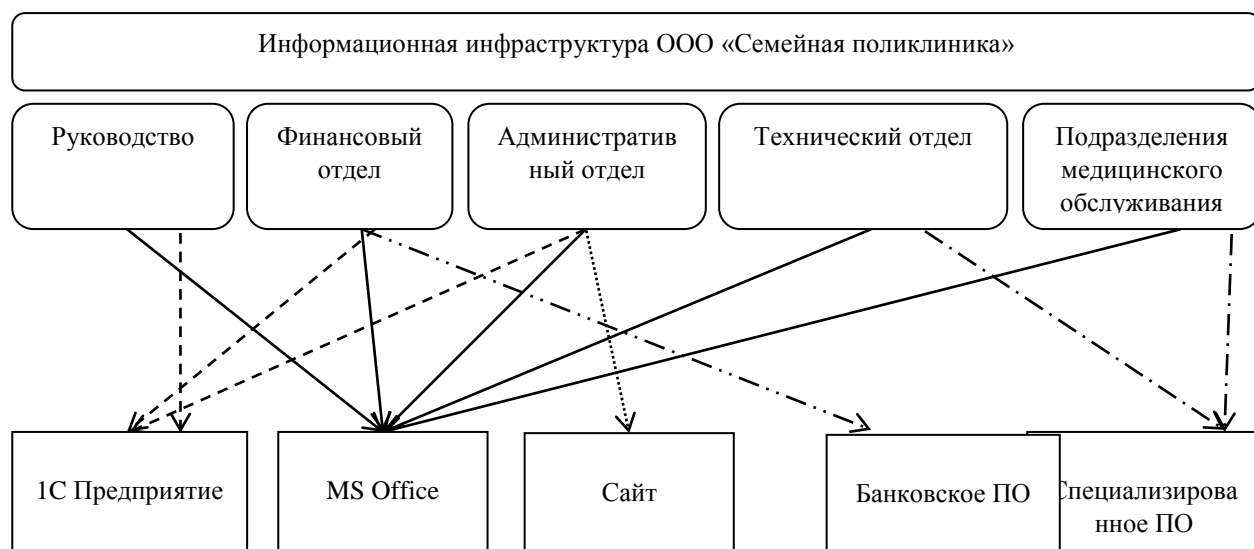 Информационная инфраструктура ООО «Семейная поликлиника»
Руководство
Финансовый
отдел
Административ
ный отдел
Технический отдел
Подразделения
медицинского
обслуживания
1С Предприятие
MS Office
Сайт
Банковское ПО
Специализирова
нное ПО